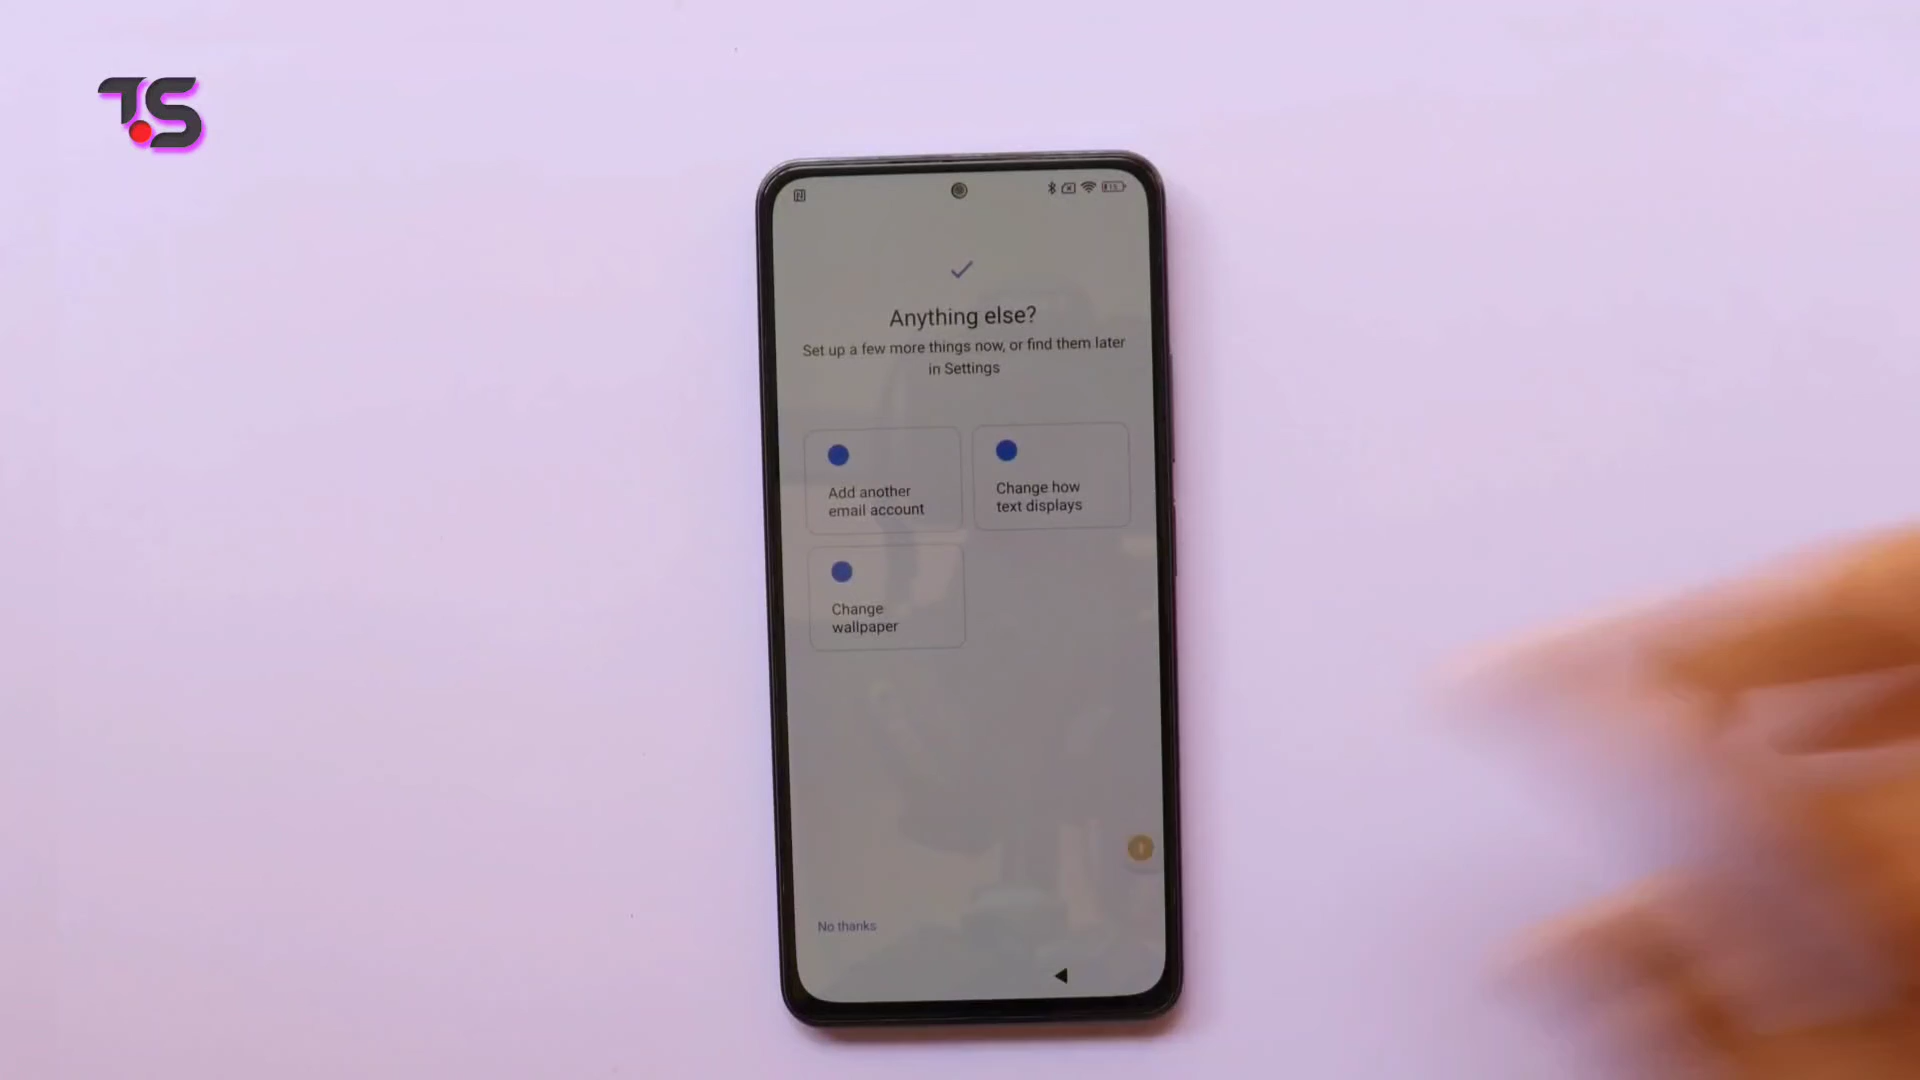 T.S
Anything else?
Set up a few more things now, or find them later
in Settings
Add another
email account
Change how
text displays
Change
wallpaper
No thanks